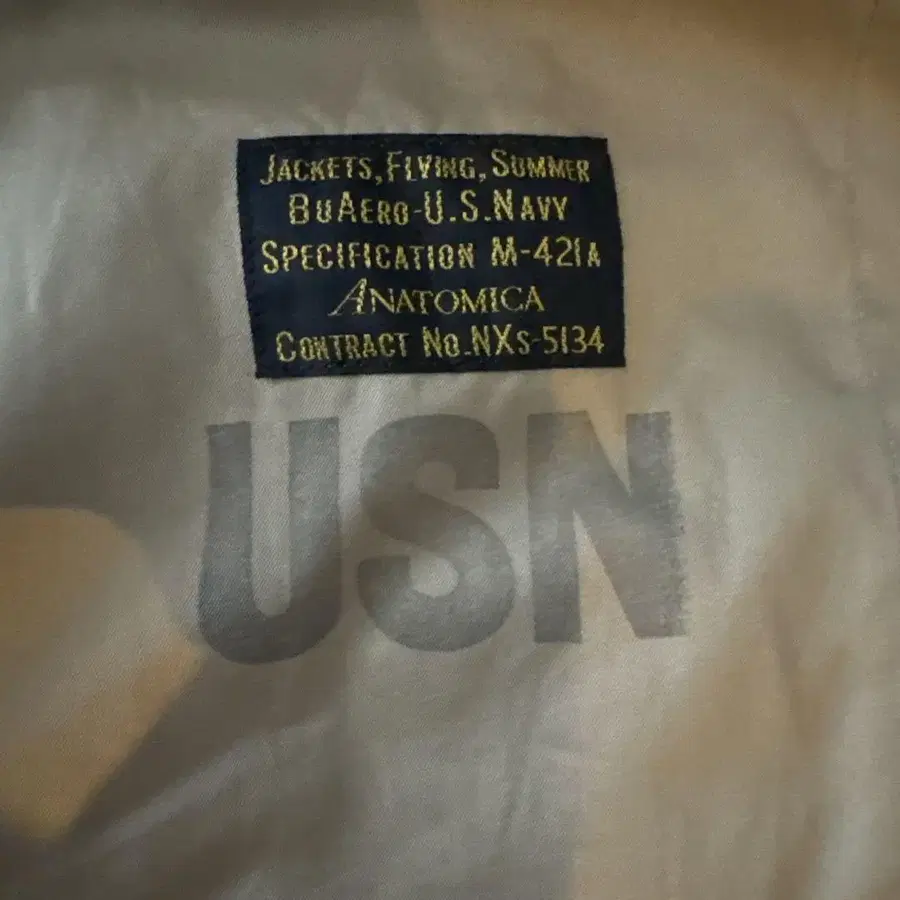 JACKETS, FLYING, SUMMER
BUAERO-U.S.NAVY
SPECIFICATION M-421A
ANATOMICA
CONTRACT NO.NXS-5134
USN